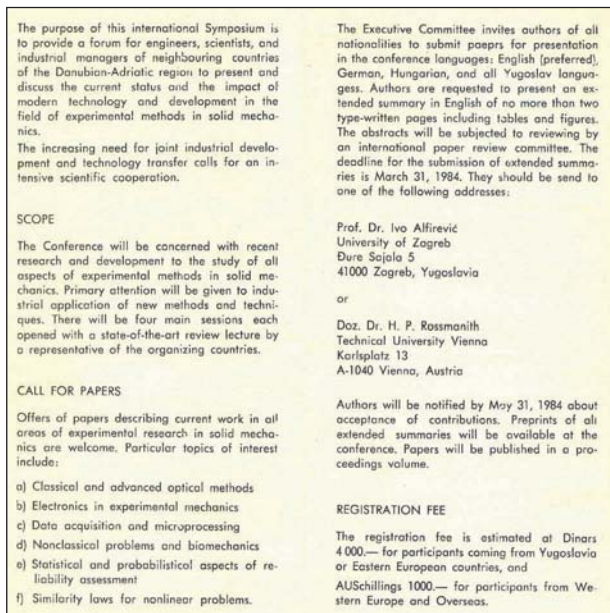 The purpose of this international Symposium is
to provide a forum for engineers, scientists, and
industrial managers of neighbouring countries
of the Danubian-Adriatic region to present and
discuss the current status and the impact of
modern technology and development in the
field of experimental methods in solid mecha-
nics.
The increasing need for joint industrial develo-
pment and technology transfer calls for an in-
tensive scientific cooperation.
SCOPE
The Conference will be concerned with recent
research and development to the study of all
aspects of experimental methods in solid me-
chanics. Primary attention will be given to indu-
strial application of new methods and techni-
ques. There will be four main sessions each
opened with a state-of-the-art review lecture by
a representative of the organizing countries.
CALL FOR PAPERS
Offers of papers describing current work in all
areas of experimental research in solid mecha-
nics are welcome. Particular topics of interest
include:
a) Classical and advanced optical methods
b) Electronics in experimental mechanics
c) Data acquisition and microprocessing
d) Nonclassical problems and biomechanics
e) Statistical and probabilistical aspects of re-
liability assessment
f) Similarity laws for nonlinear problems.
The Executive Committee invites authors of all
nationalities to submit paeprs for presentation
in the conference languages: English (preferred),
German, Hungarian, and all Yugoslav langua-
gess. Authors are requested to present an ex-
tended summary in English of no more than two
type-written pages including tables and figures.
The abstracts will be subjected to reviewing by
an international paper review committee. The
deadline for the submission of extended summa-
ries is March 31, 1984. They should be send to
one of the following addresses:
Prof. Dr. Ivo Alfirević
University of Zagreb
Đure Sajala 5
41000 Zagreb, Yugoslavia
or
Doz. Dr. H. P. Rossmanith
Technical University Vienna
Karlsplatz 13
A-1040 Vienna, Austria
Authors will be notified by May 31, 1984 about
acceptance of contributions. Preprints of all
extended summaries will be available at the
conference. Papers will be published in a pro-
ceedings volume.
REGISTRATION FEE
The registration fee is estimated at Dinars
4 000.— for participants coming from Yugoslavia
or Eastern European countries, and
AUSchillings 1000.— for participants from We-
stern Europe and Overseas.